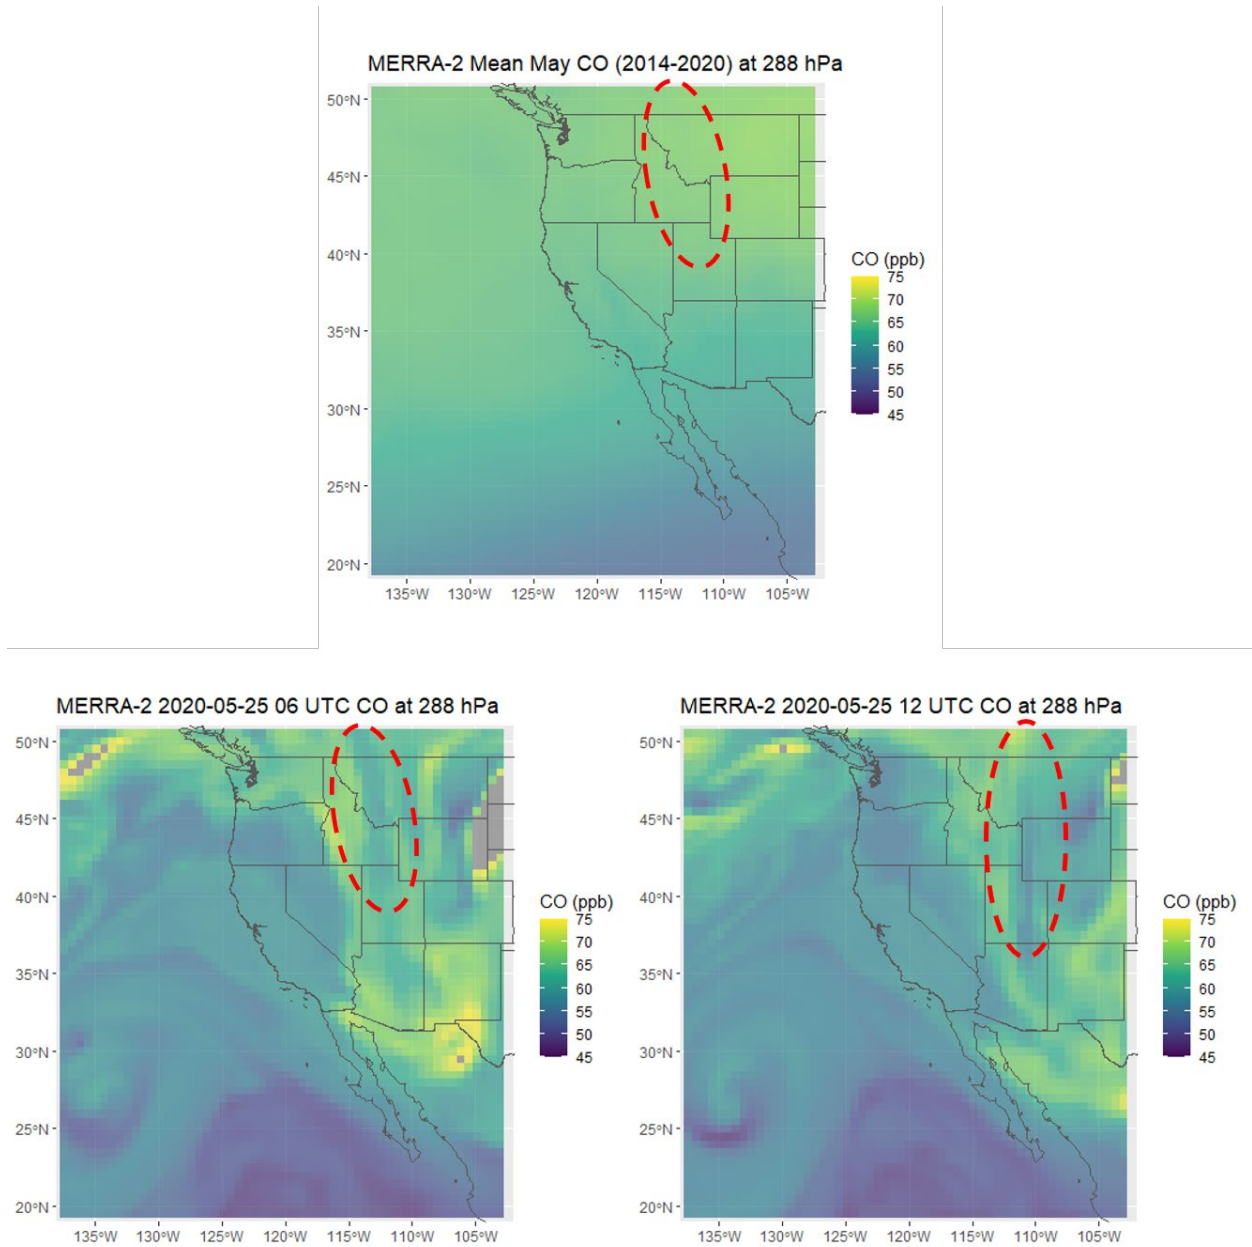 MERRA-2 Mean May CO (2014-2020) at 288 hPa
50°N
45°N
40°N
35°N
30°N
25°N
20°N
135°W 130°W 125°W 120°W 115°W 110°W 105°W
CO (ppb)
75
70
65
60
55
50
45
MERRA-2 2020-05-25 06 UTC CO at 288 hPa
50°N
45°N
40°N
35°N
30°N
25°N
20°N
135°W 130°W 125°W 120°W 115°W 110°W 105°W
CO (ppb)
75
70
65
60
55
50
45
MERRA-2 2020-05-25 12 UTC CO at 288 hPa
50°N
45°N
40°N
35°N
30°N
25°N
20°N
135°W 130°W 125°W 120°W 115°W 110°W 105°W
CO (ppb)
75
70
65
60
55
50
45